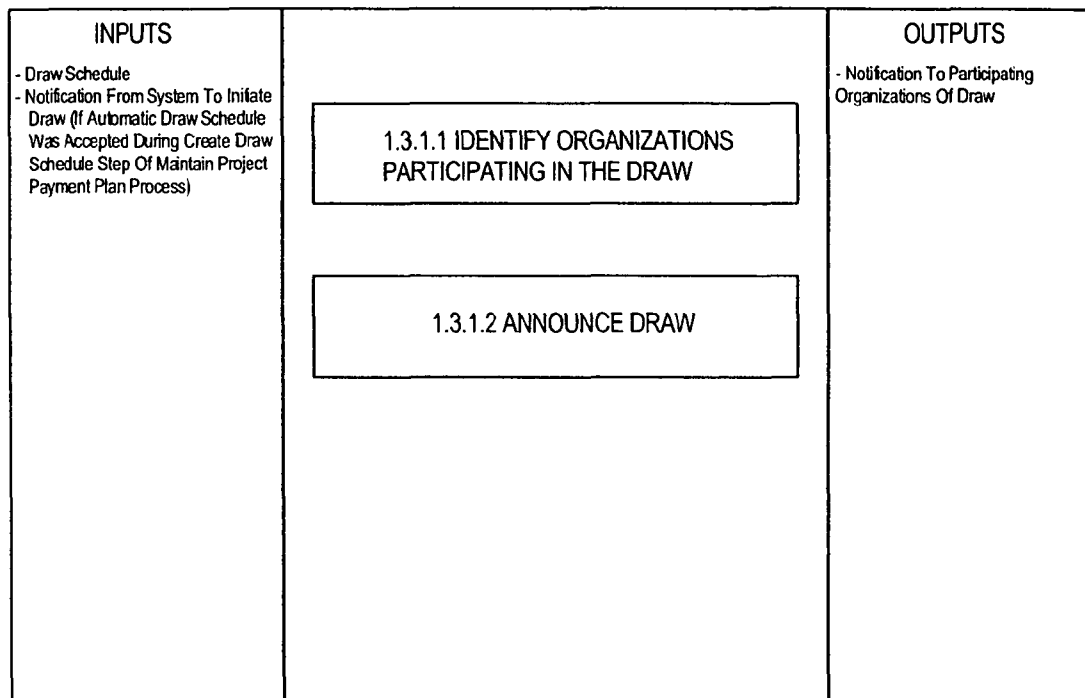 INPUTS
- Draw Schedule
- Notification From System To Initiate
Draw (If Automatic Draw Schedule
Was Accepted During Create Draw
Schedule Step Of Maintain Project
Payment Plan Process)
1.3.1.1 IDENTIFY ORGANIZATIONS
PARTICIPATING IN THE DRAW
1.3.1.2 ANNOUNCE DRAW
OUTPUTS
- Notification To Participating
Organizations Of Draw